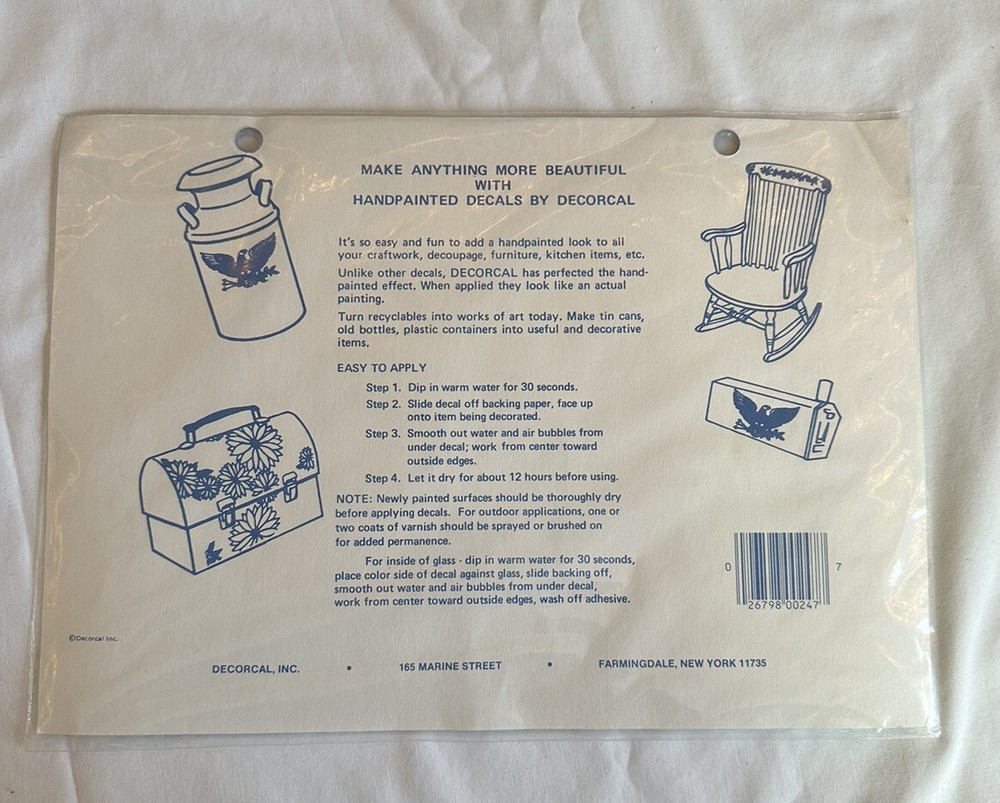 MAKE ANYTHING MORE BEAUTIFUL
WITH
HANDPAINTED DECALS BY DECORCAL
It's so easy and fun to add a handpainted look to all
your craftwork, decoupage, furniture, kitchen items, etc.
Unlike other decals, DECORCAL has perfected the hand-
painted effect. When applied they look like an actual
painting.
Turn recyclables into works of art today. Make tin cans,
old bottles, plastic containers into useful and decorative
items.
EASY TO APPLY
Step 1. Dip in warm water for 30 seconds.
Step 2. Slide decal off backing paper, face up
onto item being decorated.
Step 3. Smooth out water and air bubbles from
under decal; work from center toward
outside edges.
Step 4. Let it dry for about 12 hours before using.
NOTE: Newly painted surfaces should be thoroughly dry
before applying decals. For outdoor applications, one or
two coats of varnish should be sprayed or brushed on
for added permanence.
For inside of glass - dip in warm water for 30 seconds,
place color side of decal against glass, slide backing off,
smooth out water and air bubbles from under decal,
work from center toward outside edges, wash off adhesive.
0 26798 00247 7
©Decorcal Inc.
DECORCAL, INC. • 165 MARINE STREET • FARMINGDALE, NEW YORK 11735